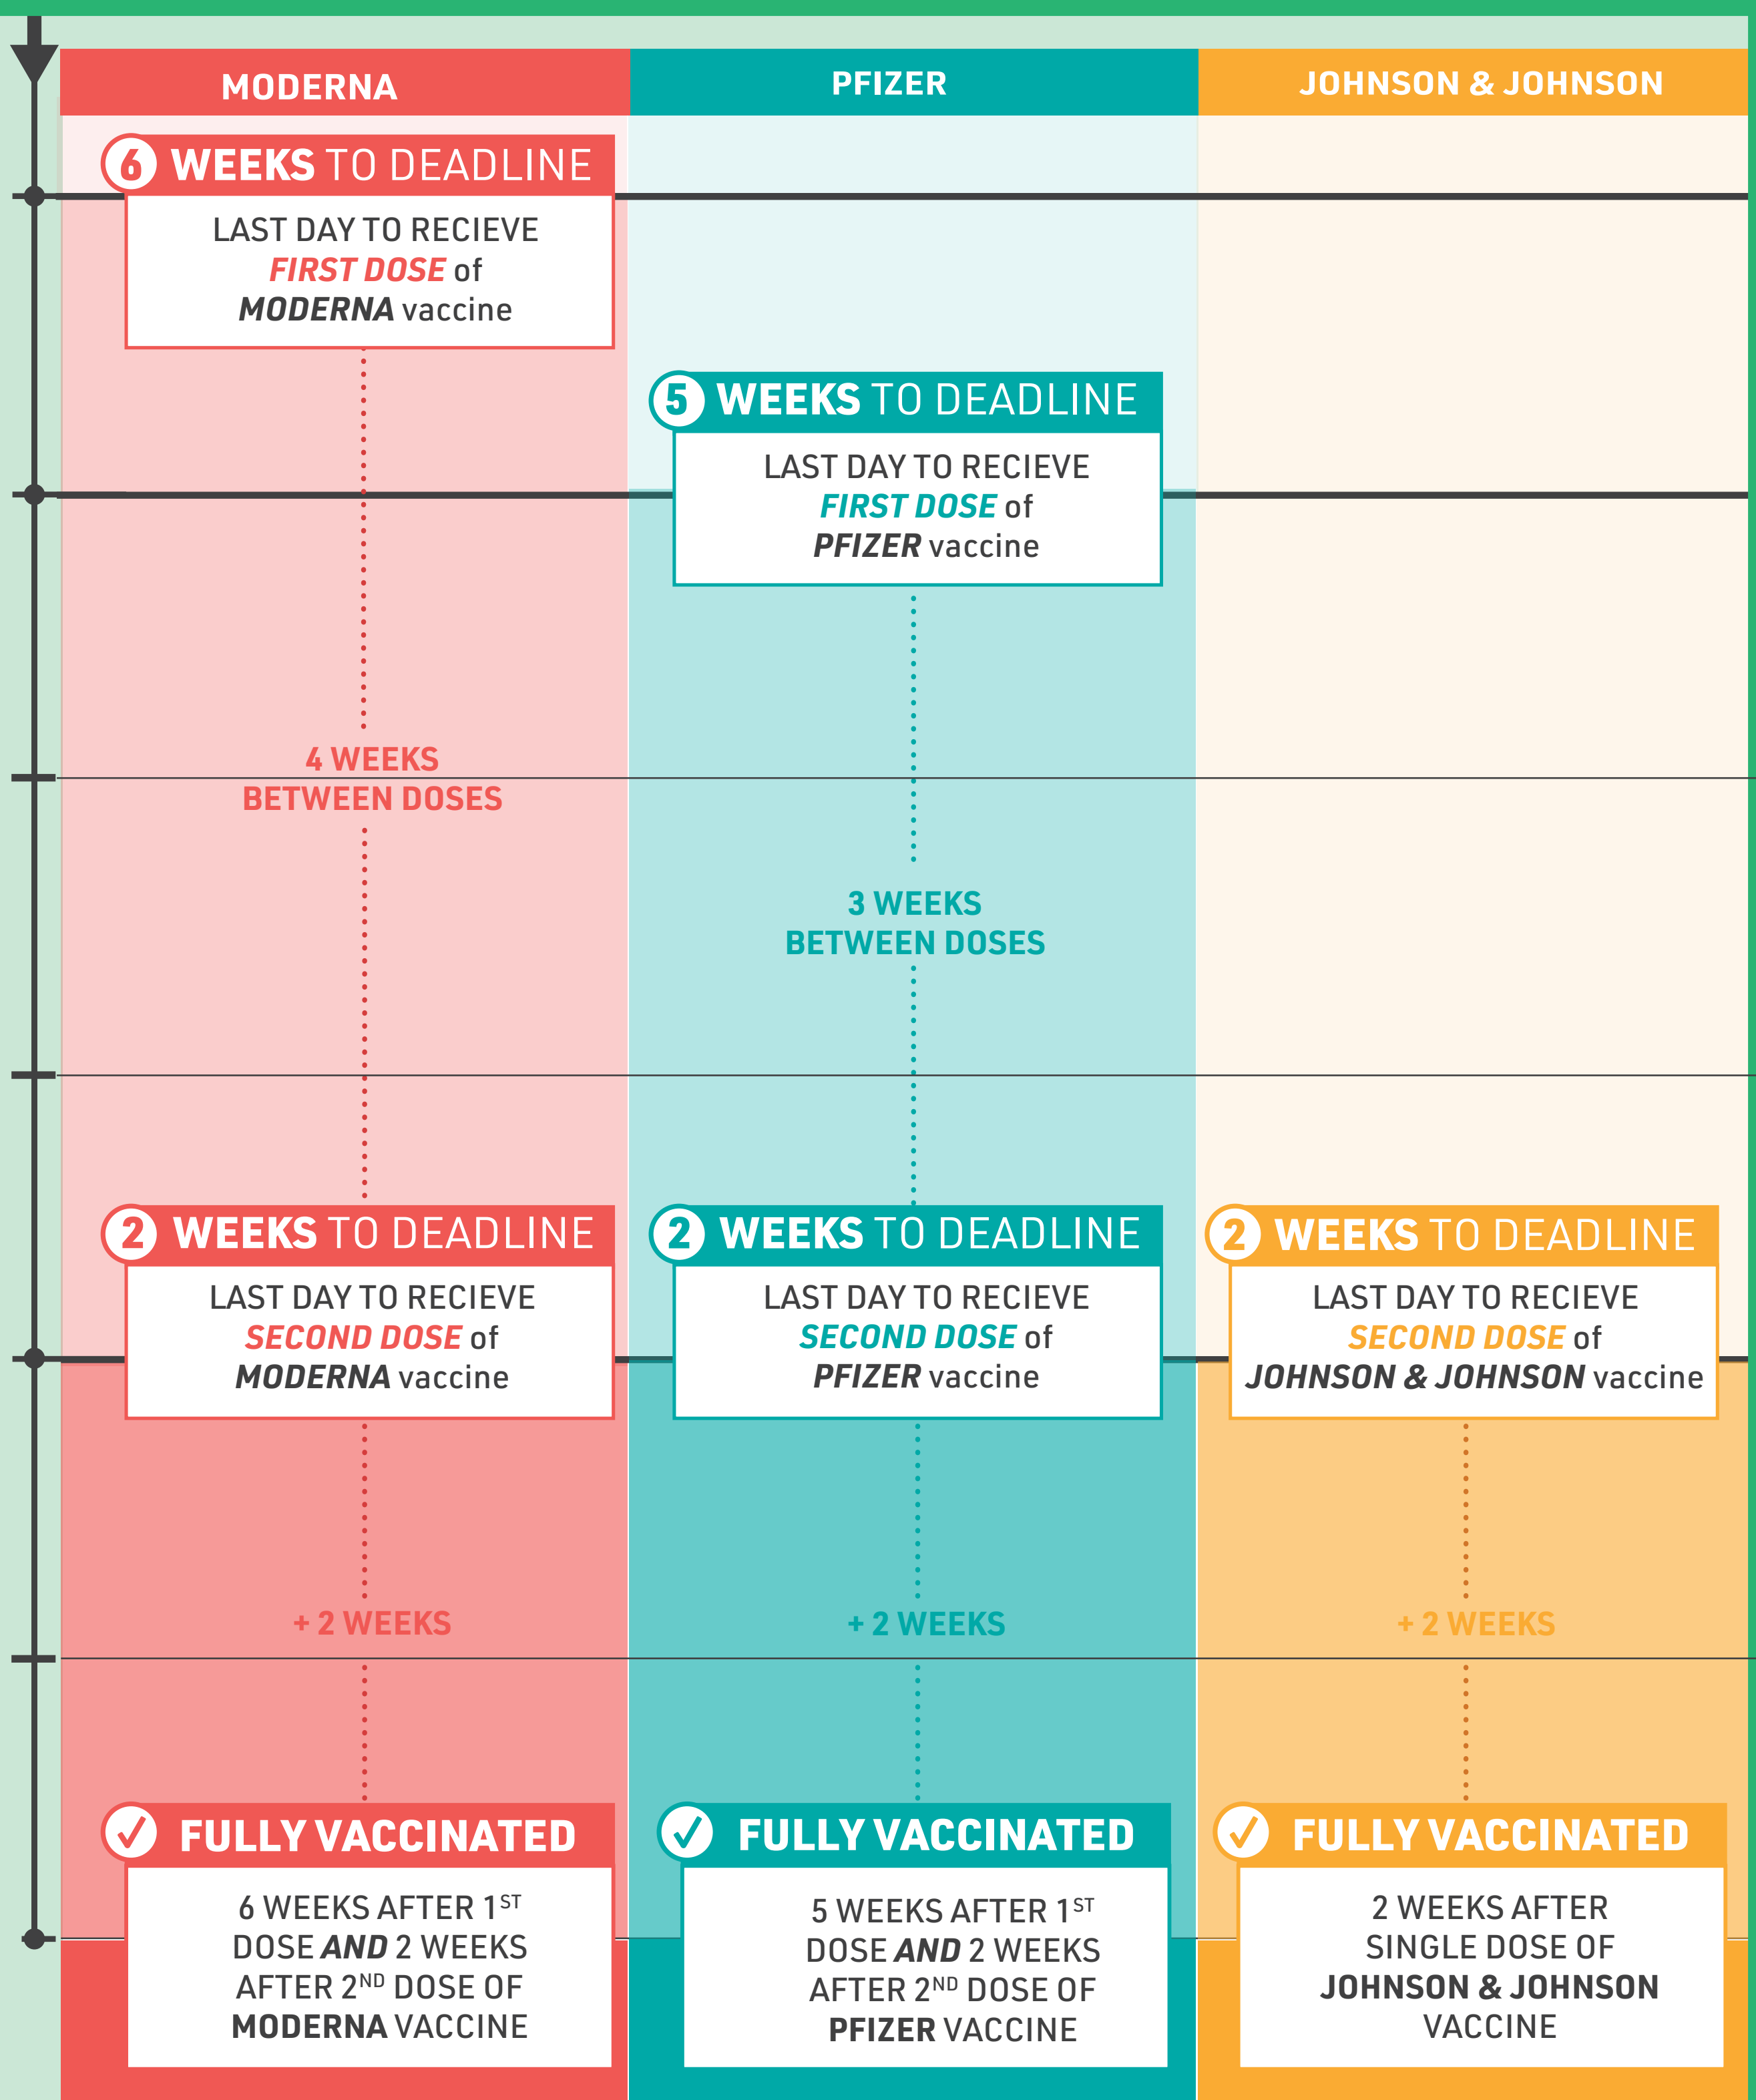 MODERNA
PFIZER
JOHNSON & JOHNSON
6 WEEKS TO DEADLINE
LAST DAY TO RECIEVE
FIRST DOSE of
MODERNA vaccine
5 WEEKS TO DEADLINE
LAST DAY TO RECIEVE
FIRST DOSE of
PFIZER vaccine
4 WEEKS
BETWEEN DOSES
3 WEEKS
BETWEEN DOSES
2 WEEKS TO DEADLINE
LAST DAY TO RECIEVE
SECOND DOSE of
MODERNA vaccine
2 WEEKS TO DEADLINE
LAST DAY TO RECIEVE
SECOND DOSE of
PFIZER vaccine
2 WEEKS TO DEADLINE
LAST DAY TO RECIEVE
SECOND DOSE of
JOHNSON & JOHNSON vaccine
+ 2 WEEKS
+ 2 WEEKS
+ 2 WEEKS
FULLY VACCINATED
6 WEEKS AFTER 1ST
DOSE AND 2 WEEKS
AFTER 2ND DOSE OF
MODERNA VACCINE
FULLY VACCINATED
5 WEEKS AFTER 1ST
DOSE AND 2 WEEKS
AFTER 2ND DOSE OF
PFIZER VACCINE
FULLY VACCINATED
2 WEEKS AFTER
SINGLE DOSE OF
JOHNSON & JOHNSON
VACCINE